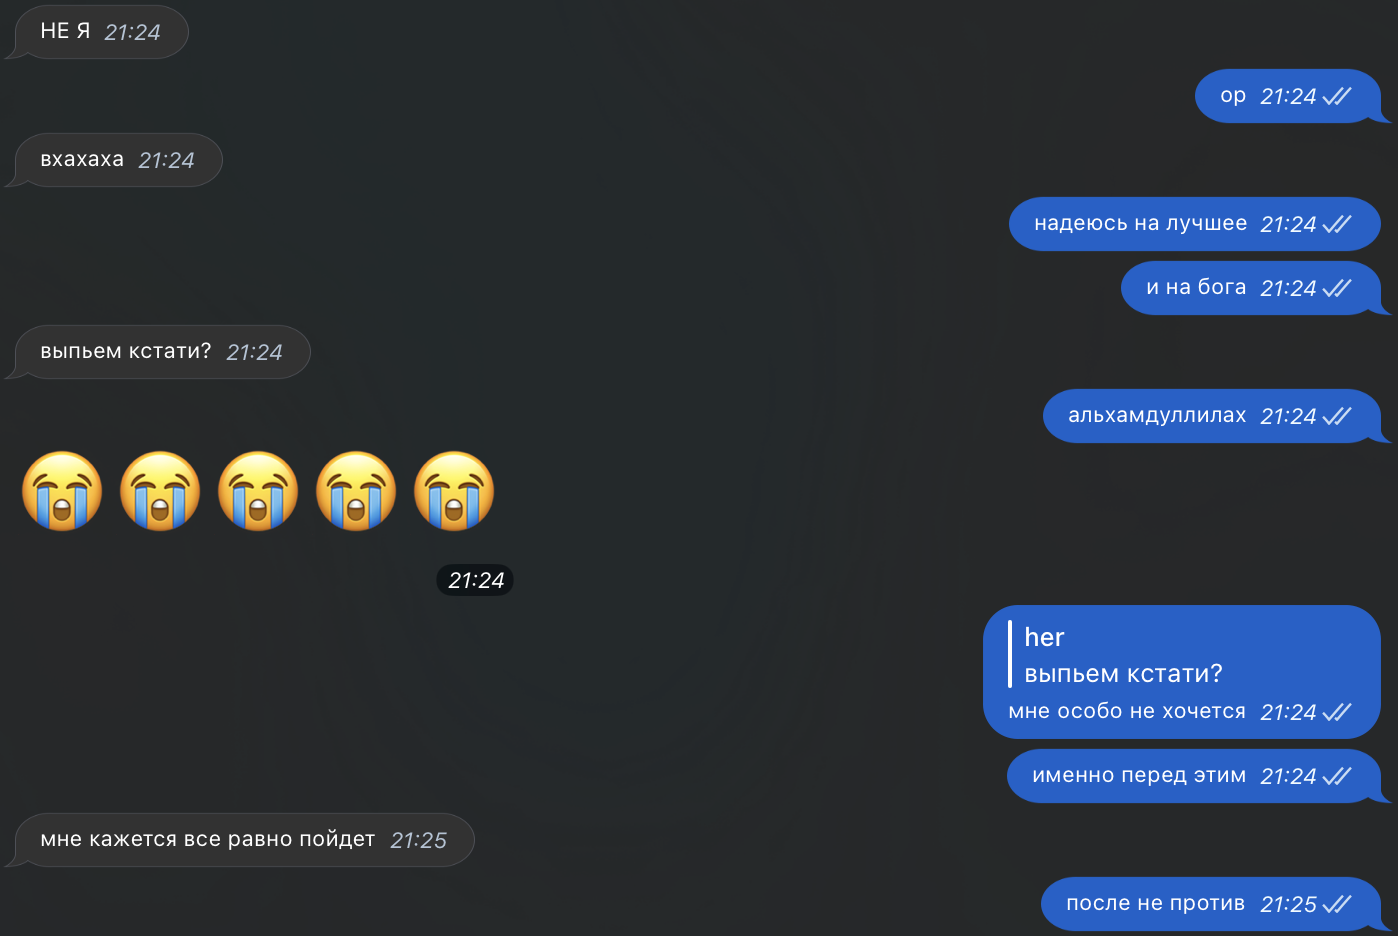 НЕ Я 21:24
ор 21:24
вхахаха 21:24
надеюсь на лучшее 21:24
и на бога 21:24
выпьем кстати? 21:24
альхамдуллилах 21:24
21:24
her
выпьем кстати?
мне особо не хочется 21:24
именно перед этим 21:24
мне кажется все равно пойдет 21:25
после не против 21:25